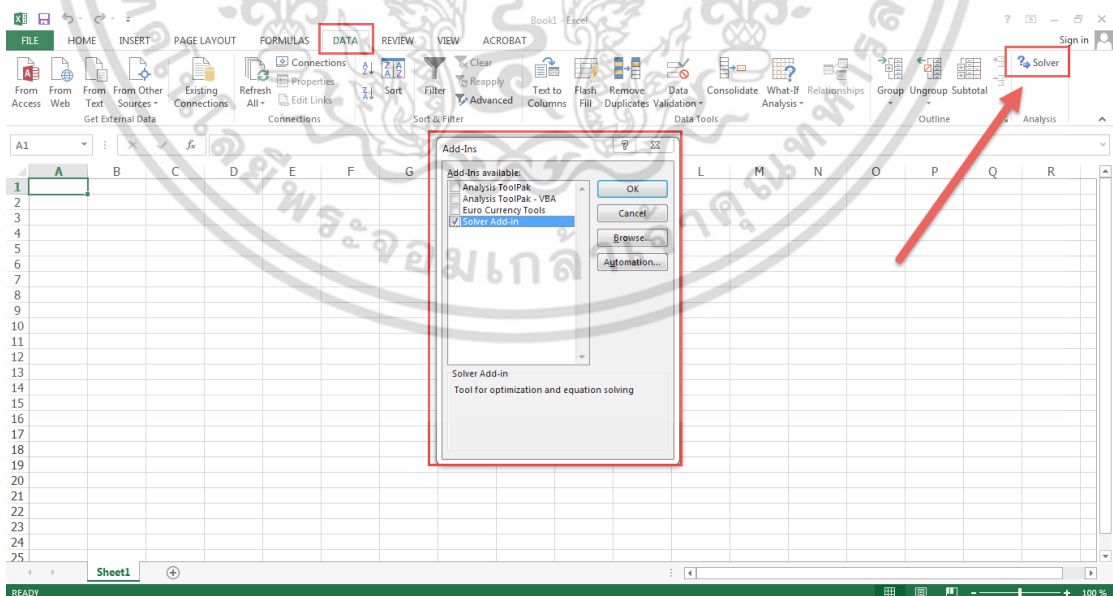 Book1 - Excel
FILE HOME INSERT PAGE LAYOUT FORMULAS DATA REVIEW VIEW ACROBAT Sign in
From Access
From Web
From Text
From Other Sources
Existing Connections
Get External Data
Refresh All
Connections
Properties
Edit Links
Connections
Sort
Filter
Clear
Reapply
Advanced
Sort & Filter
Text to Columns
Flash Fill
Remove Duplicates
Data Validation
Consolidate
What-If Analysis
Relationships
Data Tools
Group
Ungroup
Subtotal
Outline
Solver
Analysis
A1
fx
A B C D E F G L M N O P Q R
1
2
3
4
5
6
7
8
9
10
11
12
13
14
15
16
17
18
19
20
21
22
23
24
25
Add-Ins
Add-Ins available:
Analysis ToolPak
Analysis ToolPak - VBA
Euro Currency Tools
Solver Add-in
OK
Cancel
Browse...
Automation...
Solver Add-in
Tool for optimization and equation solving
Sheet1
READY 100 %